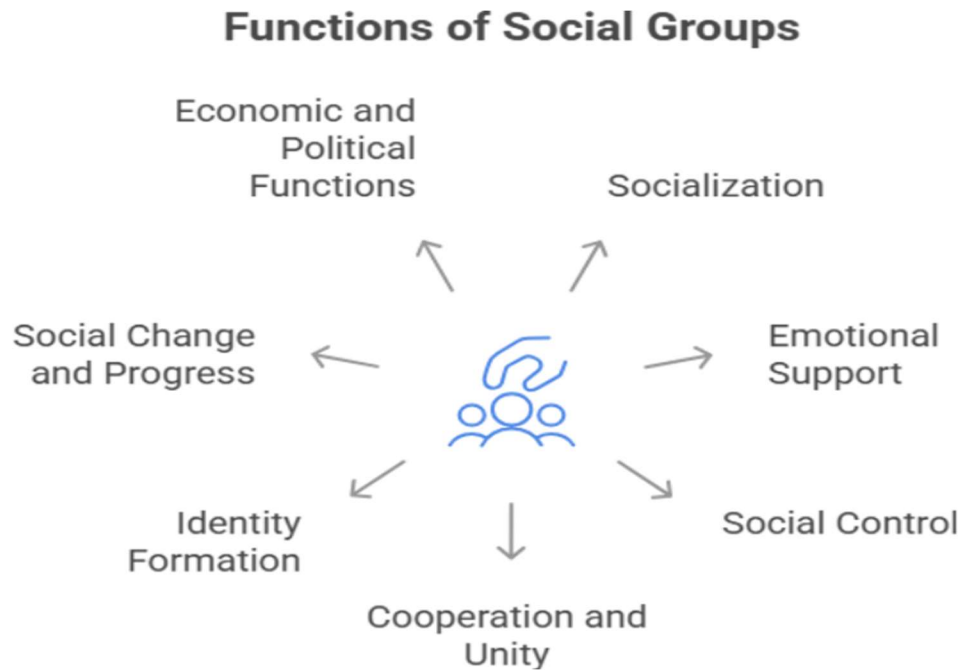 Functions of Social Groups
Economic and
Political
Functions
Socialization
Social Change
and Progress
Emotional
Support
Identity
Formation
Social Control
Cooperation and
Unity